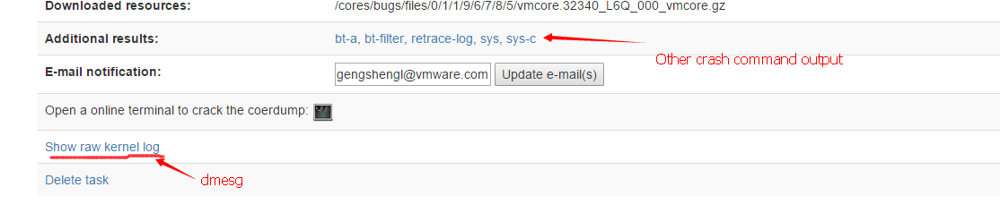 Downloaded resources: /cores/bugs/files/0/1/1/9/6/7/8/5/vmcore.32340_L6Q_000_vmcore.gz
Additional results: bt-a, bt-filter, retrace-log, sys, sys-c
Other crash command output
E-mail notification: gengshengl@vmware.com Update e-mail(s)
Open a online terminal to crack the coerdump:
Show raw kernel log
dmesg
Delete task